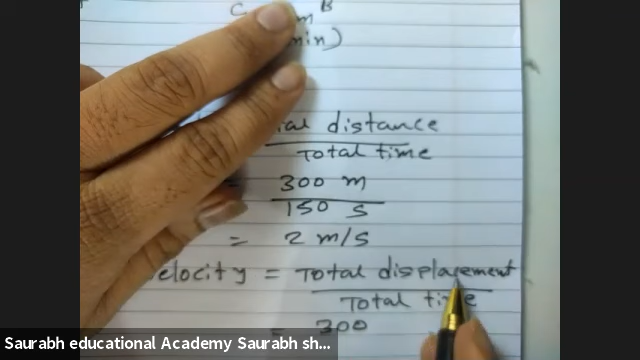 C m B
min)
distance
Total time
300 m
150 s
= 2 m/s
elocity = Total displacement
Total time
= 300
Saurabh educational Academy Saurabh sh...